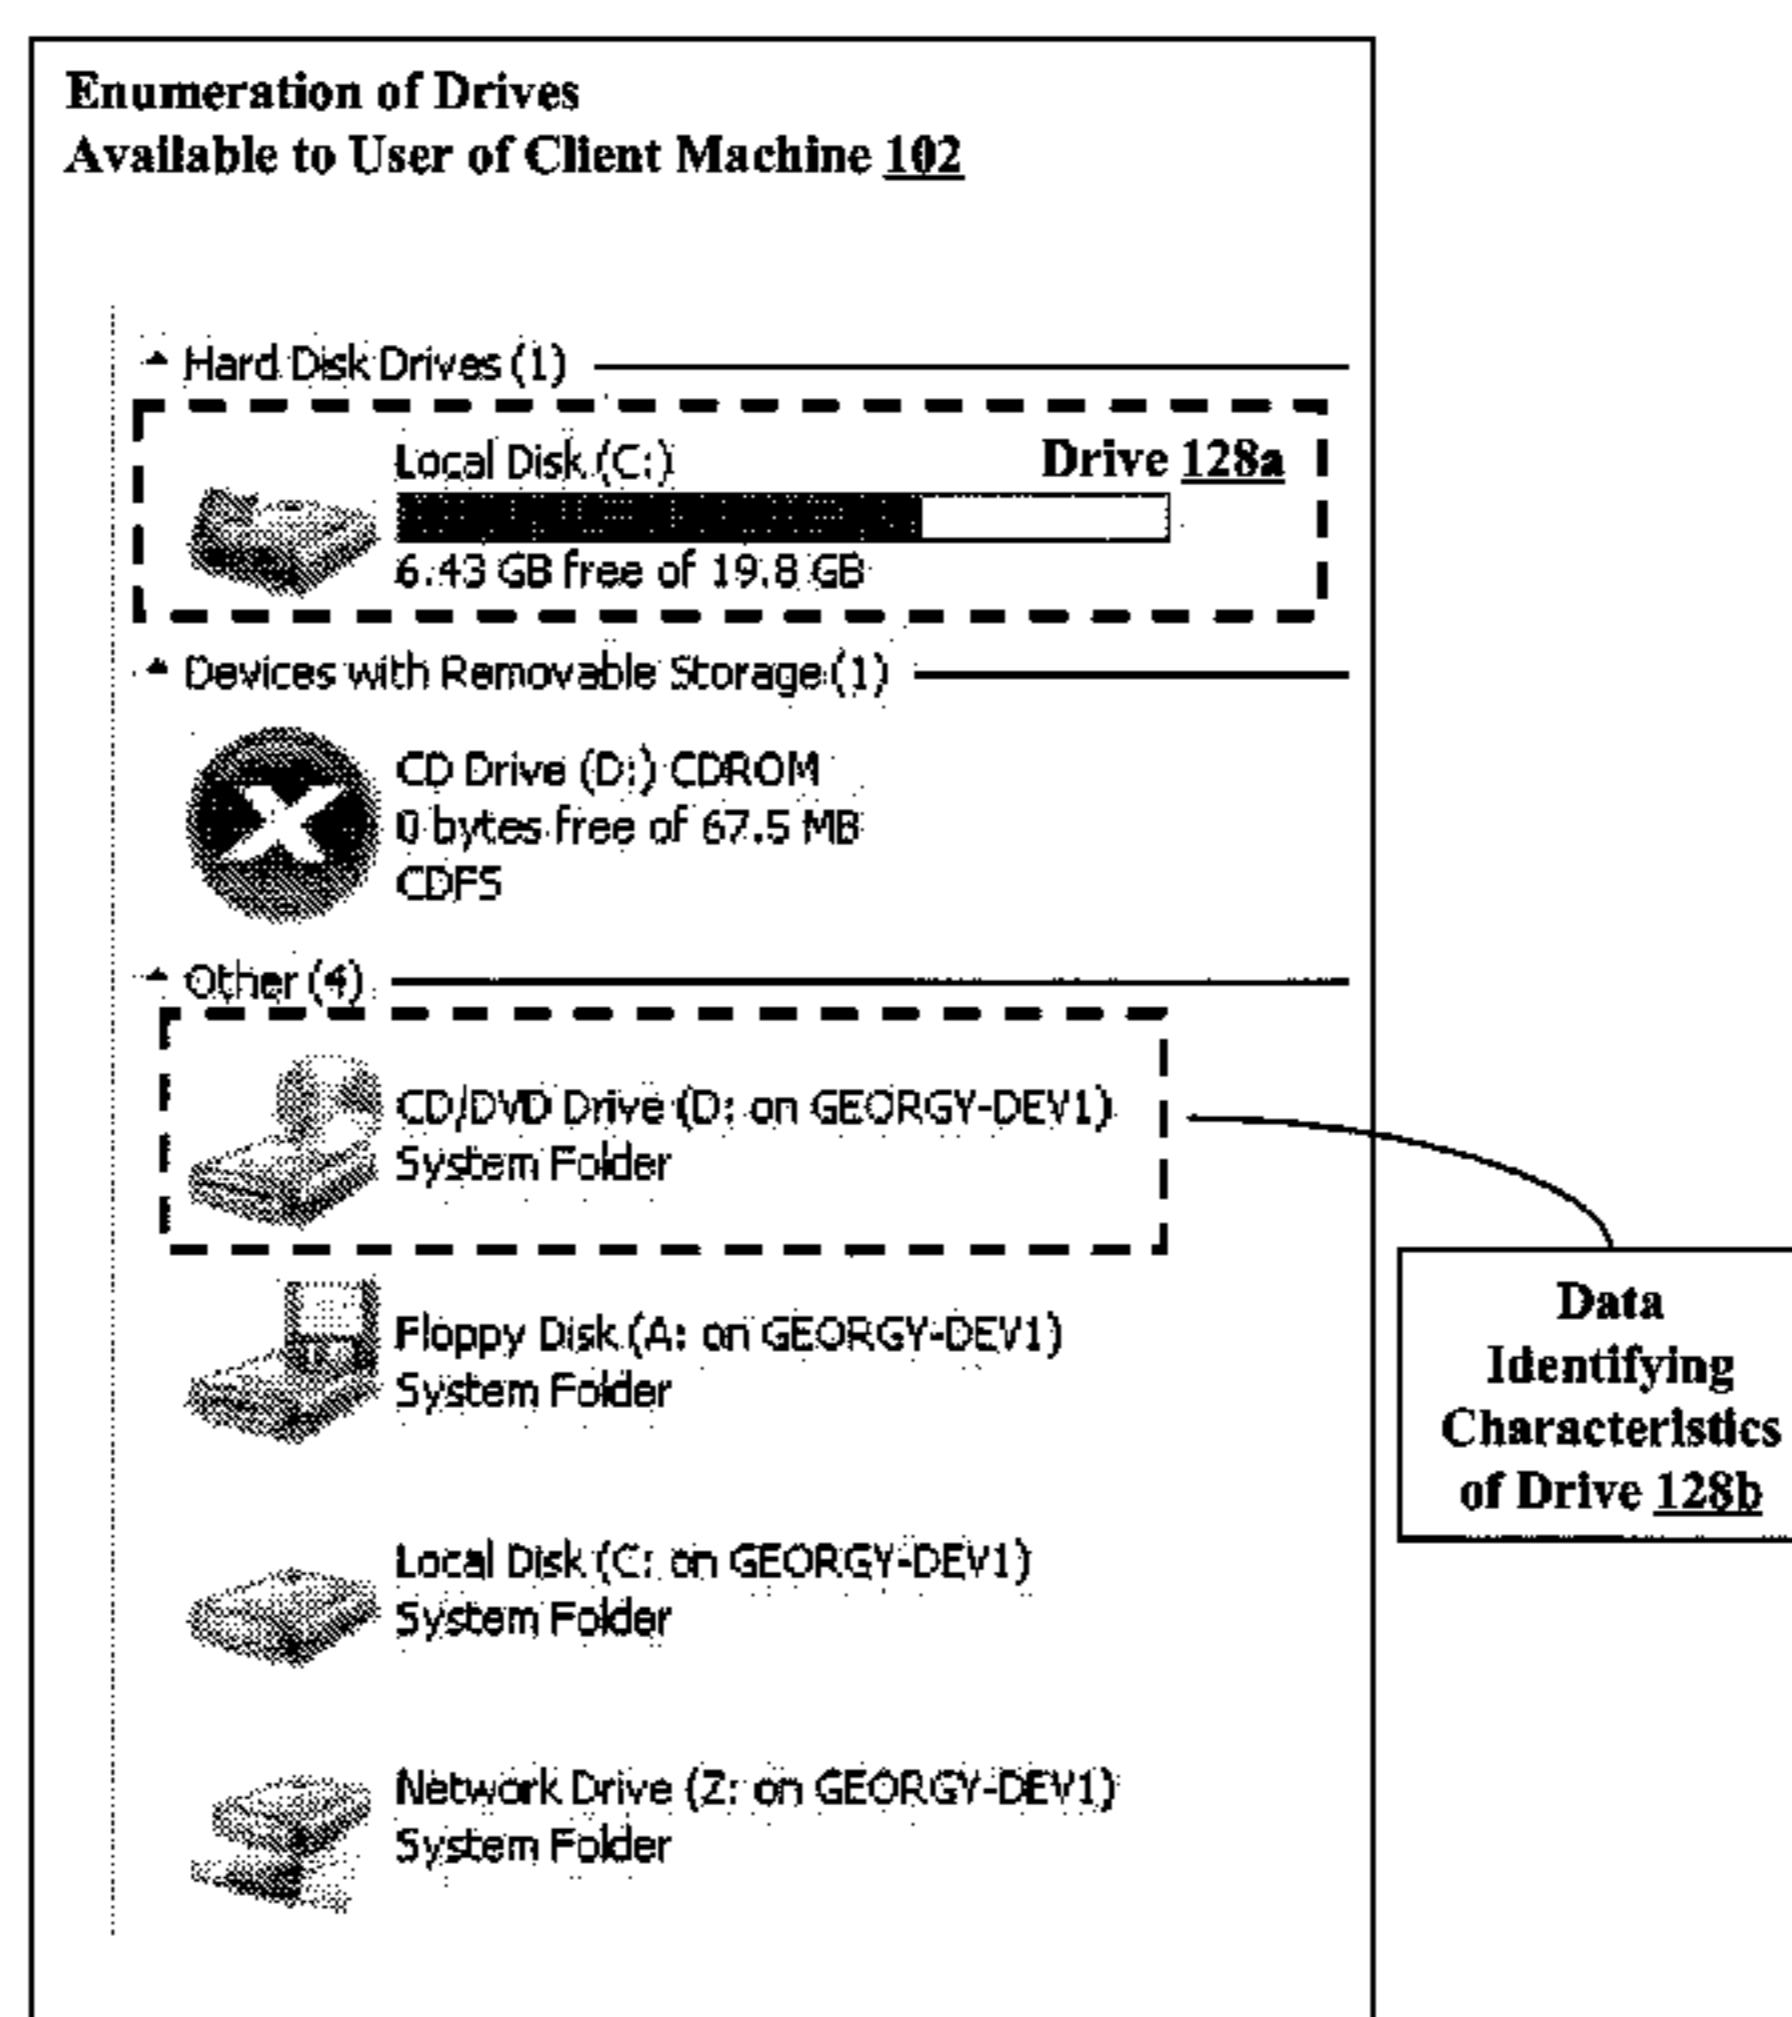 Enumeration of Drives
Available to User of Client Machine 102
Hard Disk Drives (1)
Local Disk (C:)
Drive 128a
6.43 GB free of 19.8 GB
Devices with Removable Storage (1)
CD Drive (D:) CDROM
0 bytes free of 67.5 MB
CDFS
Other (4)
CD/DVD Drive (D: on GEORGY-DEV1)
System Folder
Floppy Disk (A: on GEORGY-DEV1)
System Folder
Local Disk (C: on GEORGY-DEV1)
System Folder
Network Drive (Z: on GEORGY-DEV1)
System Folder
Data
Identifying
Characteristics
of Drive 128b